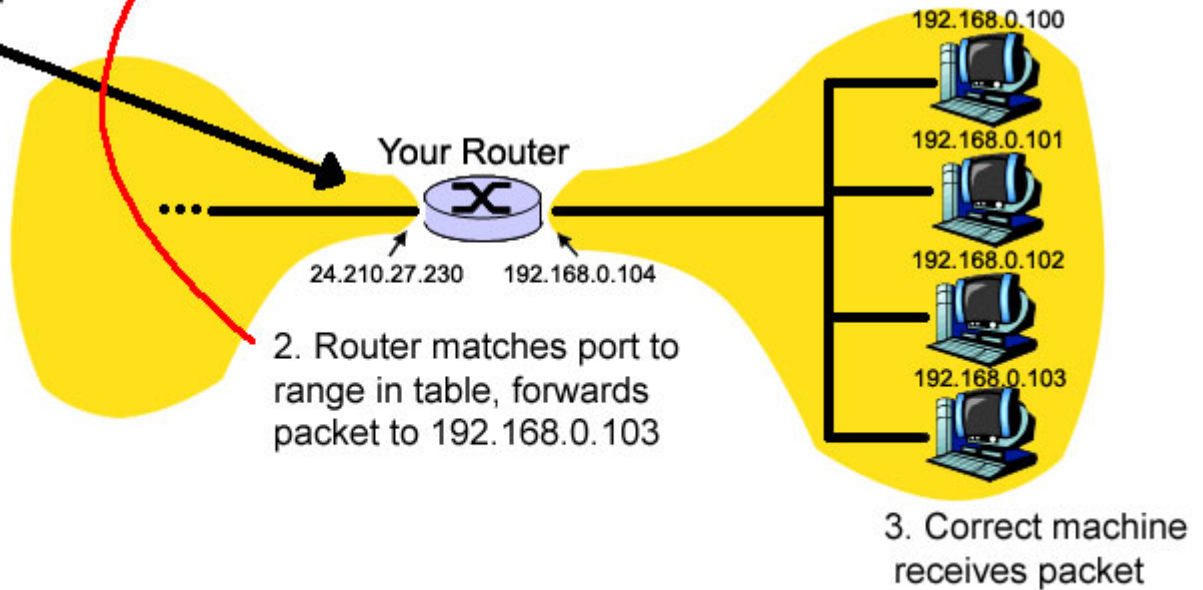 192.168.0.100
192.168.0.101
Your Router
24.210.27.230
192.168.0.104
192.168.0.102
2. Router matches port to
range in table, forwards
packet to 192.168.0.103
192.168.0.103
3. Correct machine
receives packet